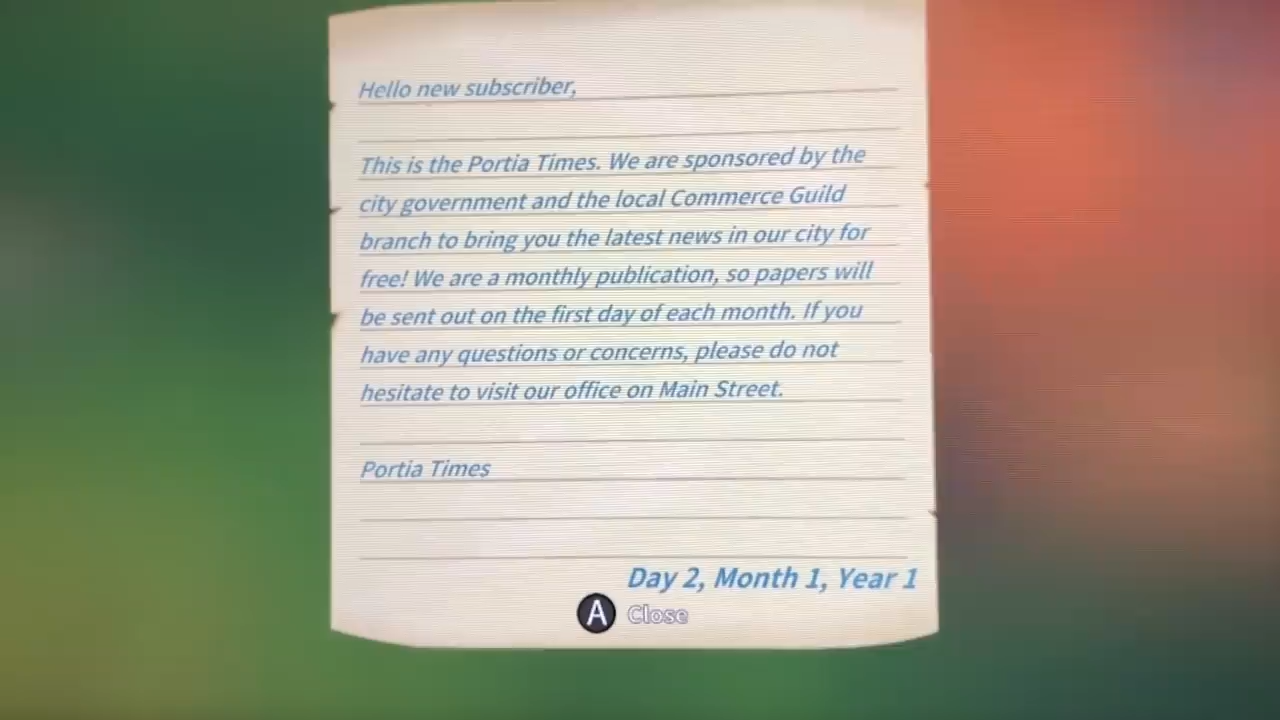 Hello new subscriber,
This is the Portia Times. We are sponsored by the
city government and the local Commerce Guild
branch to bring you the latest news in our city for
free! We are a monthly publication, so papers will
be sent out on the first day of each month. If you
have any questions or concerns, please do not
hesitate to visit our office on Main Street.
Portia Times
Day 2, Month 1, Year 1
A Close